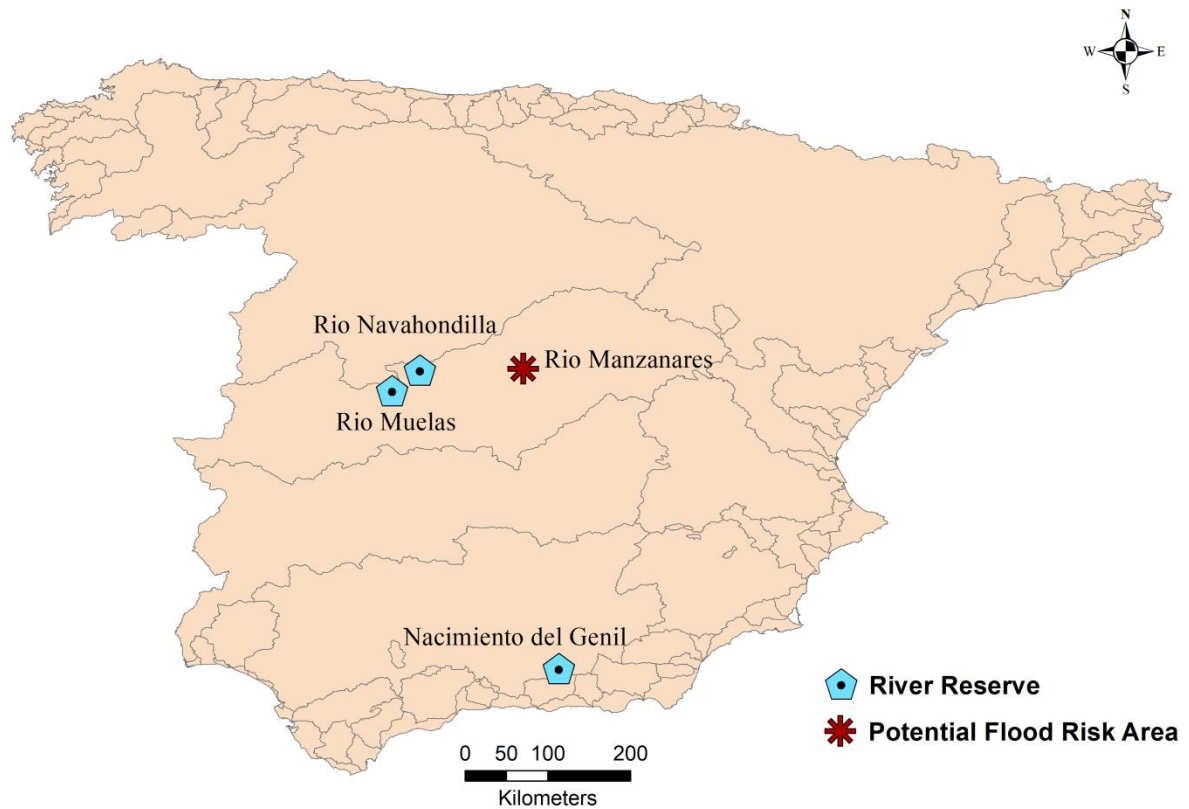 N
W E
S
Rio Navahondilla
Rio Manzanares
Rio Muelas
Nacimiento del Genil
River Reserve
Potential Flood Risk Area
0 50 100 200
Kilometers